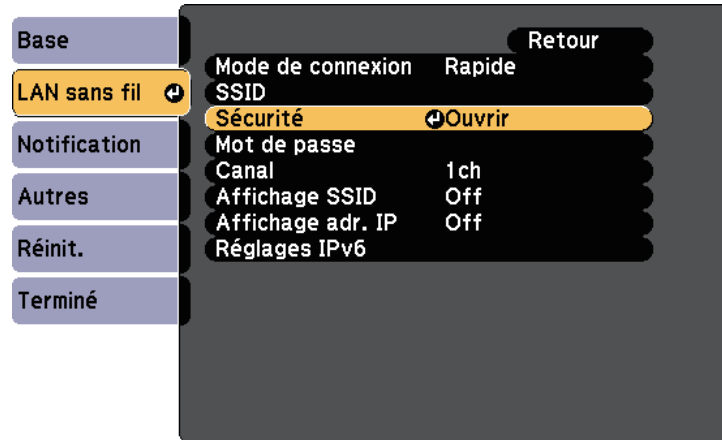 Base
LAN sans fil
Notification
Autres
Réinit.
Terminé
Retour
Mode de connexion Rapide
SSID
Sécurité Ouvrir
Mot de passe
Canal 1ch
Affichage SSID Off
Affichage adr. IP Off
Réglages IPv6